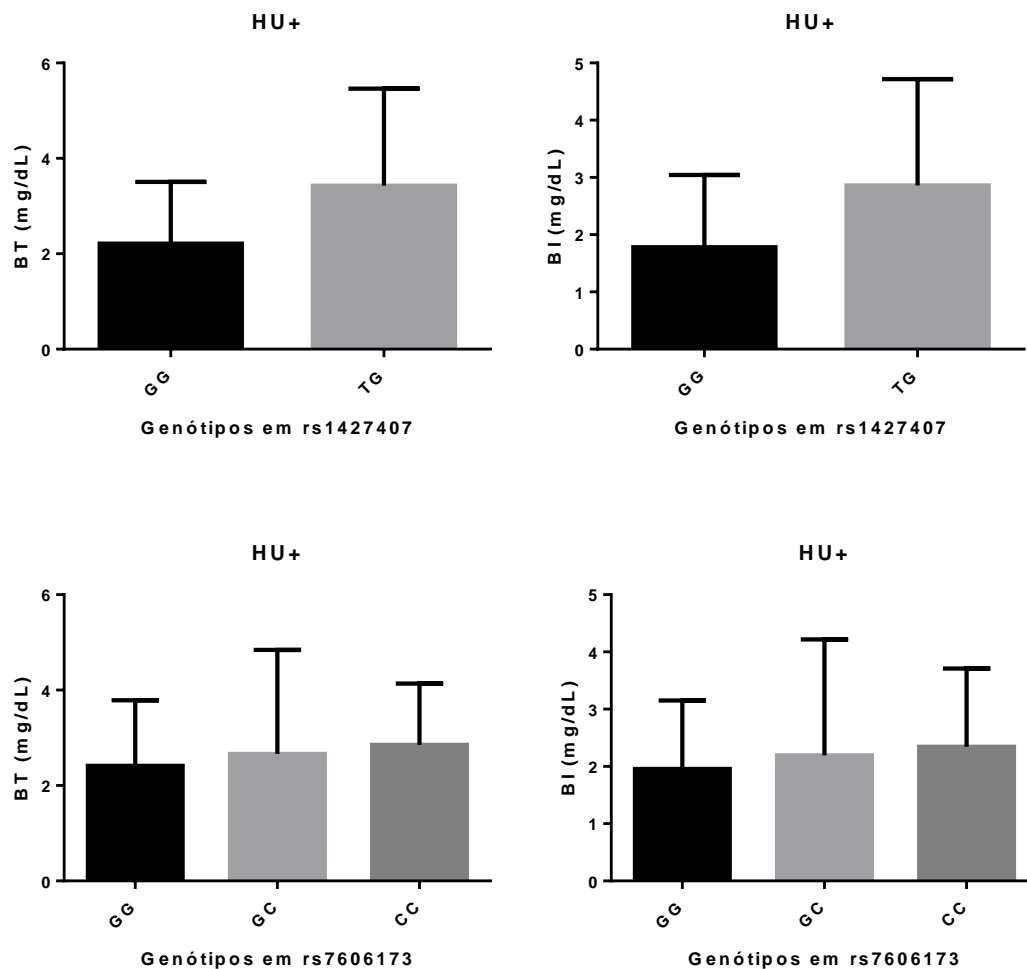 HU+
6
4
2
0
BT (mg/dL)
GG
TG
Genótipos em rs1427407
HU+
5
4
3
2
1
0
BI (mg/dL)
GG
TG
Genótipos em rs1427407
HU+
6
4
2
0
BT (mg/dL)
GG
GC
CC
Genótipos em rs7606173
HU+
5
4
3
2
1
0
BI (mg/dL)
GG
GC
CC
Genótipos em rs7606173